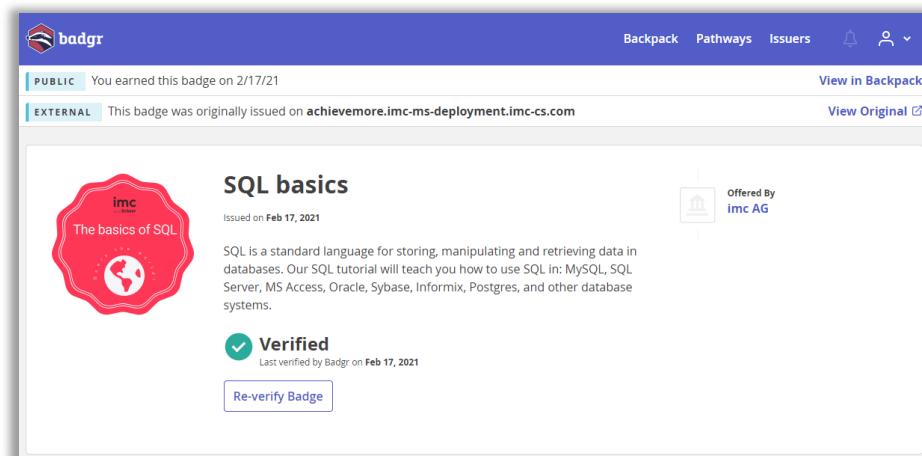 badgr
Backpack Pathways Issuers
PUBLIC You earned this badge on 2/17/21 View in Backpack
EXTERNAL This badge was originally issued on achievemore.imc-ms-deployment.imc-cs.com View Original
SQL basics
Issued on Feb 17, 2021
SQL is a standard language for storing, manipulating and retrieving data in
databases. Our SQL tutorial will teach you how to use SQL in: MySQL, SQL
Server, MS Access, Oracle, Sybase, Informix, Postgres, and other database
systems.
Verified
Last verified by Badgr on Feb 17, 2021
Re-verify Badge
imc
The basics of SQL
Offered By
imc AG